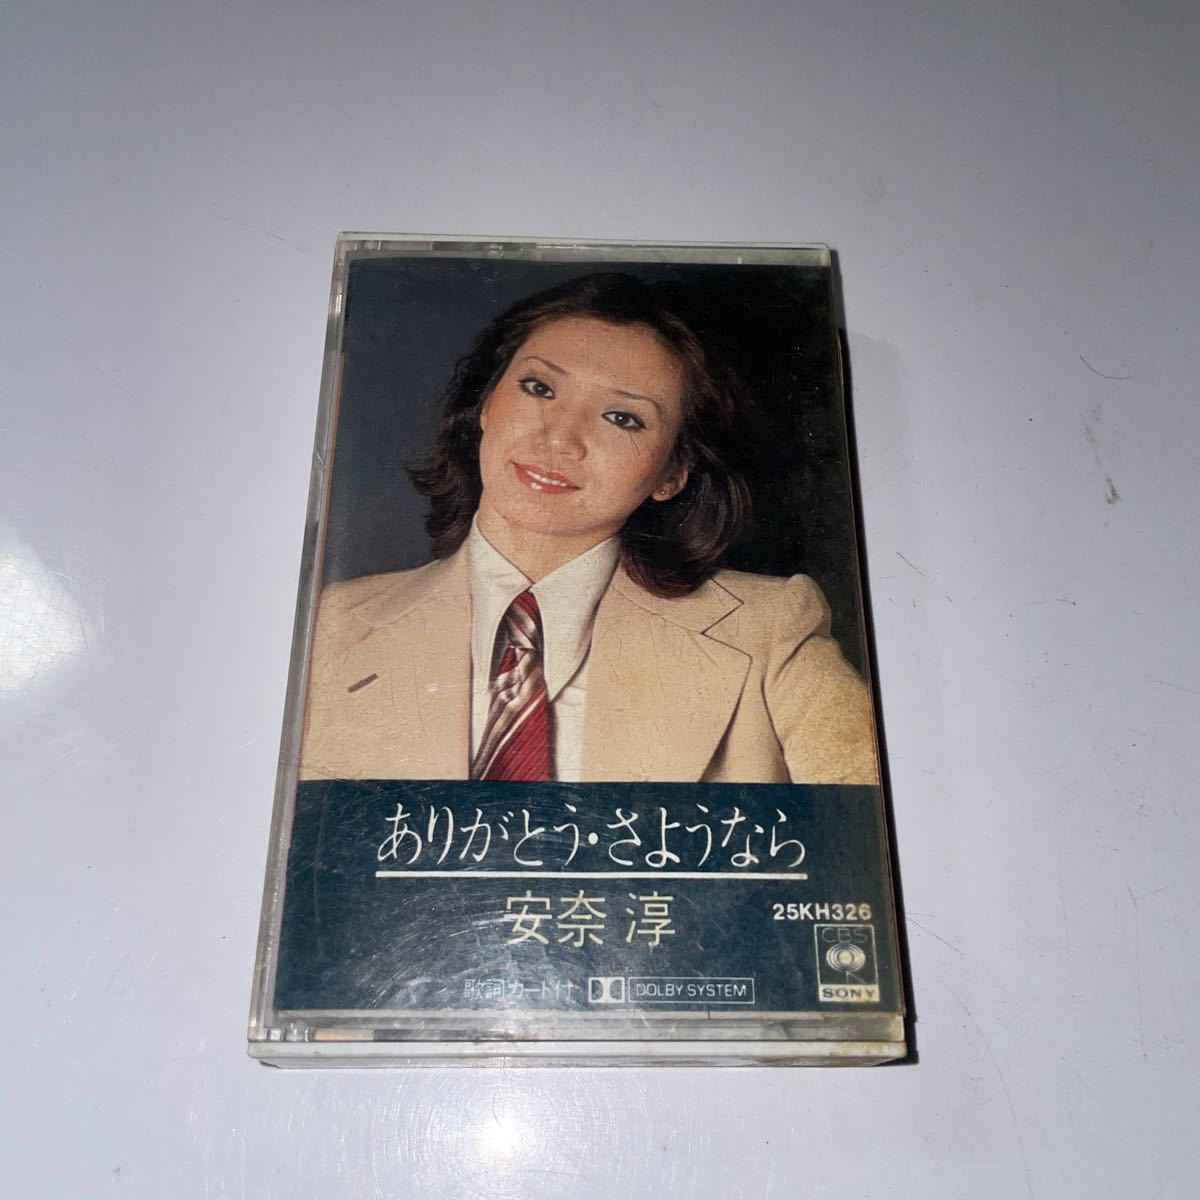 ありがとう・さようなら
安奈 淳
25KH326
CBS
SONY
歌詞カード付 DOLBY SYSTEM